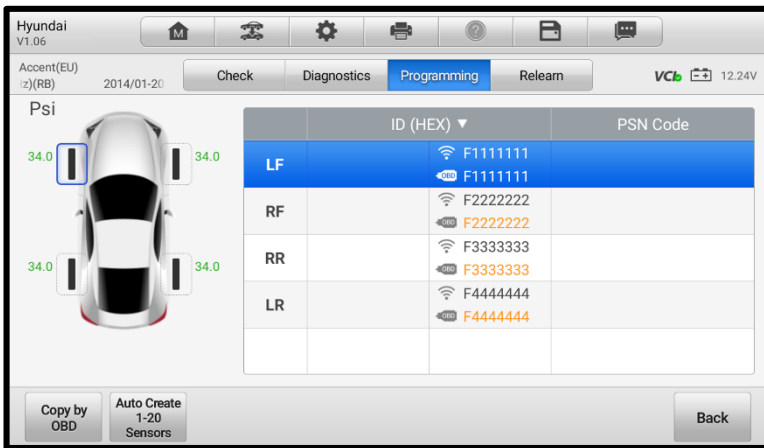 Hyundai
V1.06
M
Accent(EU)
iz)(RB) 2014/01-20
Check Diagnostics Programming Relearn
VCI 12.24V
Psi
ID (HEX) ▼ PSN Code
34.0 34.0
LF F1111111
OBD F1111111
RF F2222222
OBD F2222222
RR F3333333
OBD F3333333
34.0 34.0
LR F4444444
OBD F4444444
Copy by
OBD
Auto Create
1-20
Sensors
Back